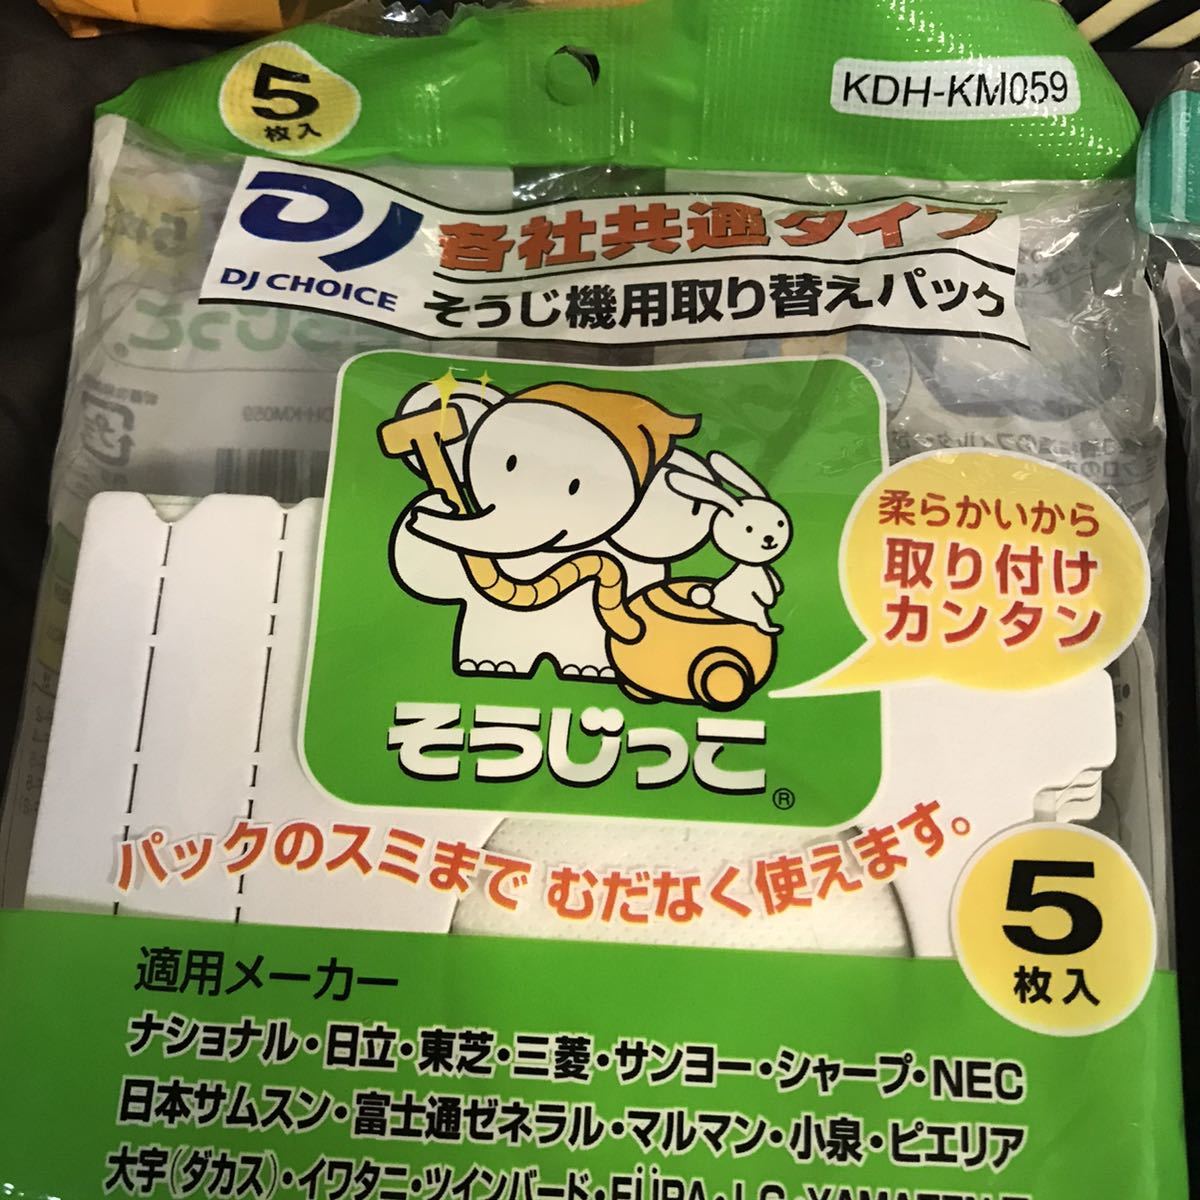 5
枚入
KDH-KM059
DJ CHOICE
各社共通タイプ
そうじ機用取り替えパック
柔らかいから
取り付け
カンタン
そうじっこ®
パックのスミまで むだなく使えます。
5
枚入
適用メーカー
ナショナル・日立・東芝・三菱・サンヨー・シャープ・NEC
日本サムスン・富士通ゼネラル・マルマン・小泉・ピエリア
大宇(ダカス)・イワタニ・ツインバード・EUPA・LG・